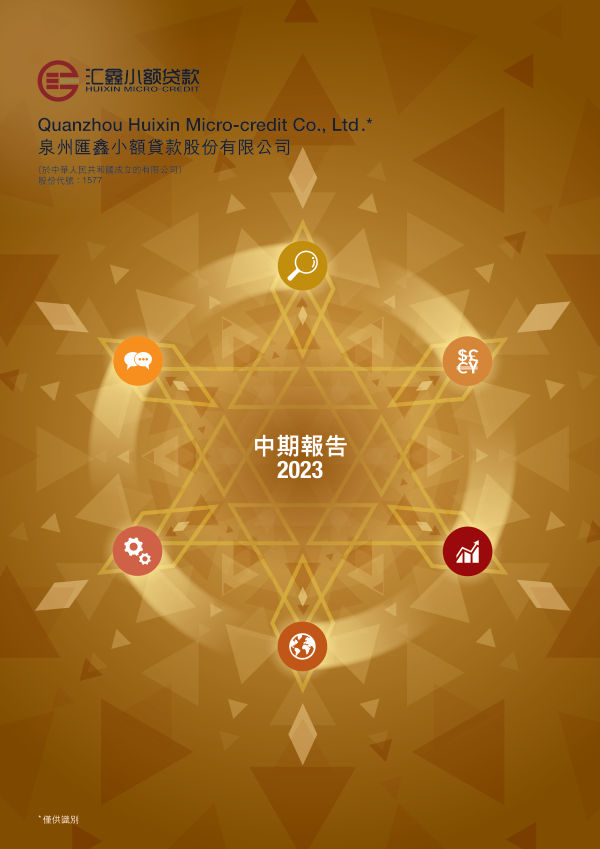 汇鑫小额贷款
HUIXIN MICRO-CREDIT
Quanzhou Huixin Micro-credit Co., Ltd.*
泉州匯鑫小額貸款股份有限公司
(於中華人民共和國成立的有限公司)
股份代號：1577
$£
€¥
中期報告
2023
*僅供識別